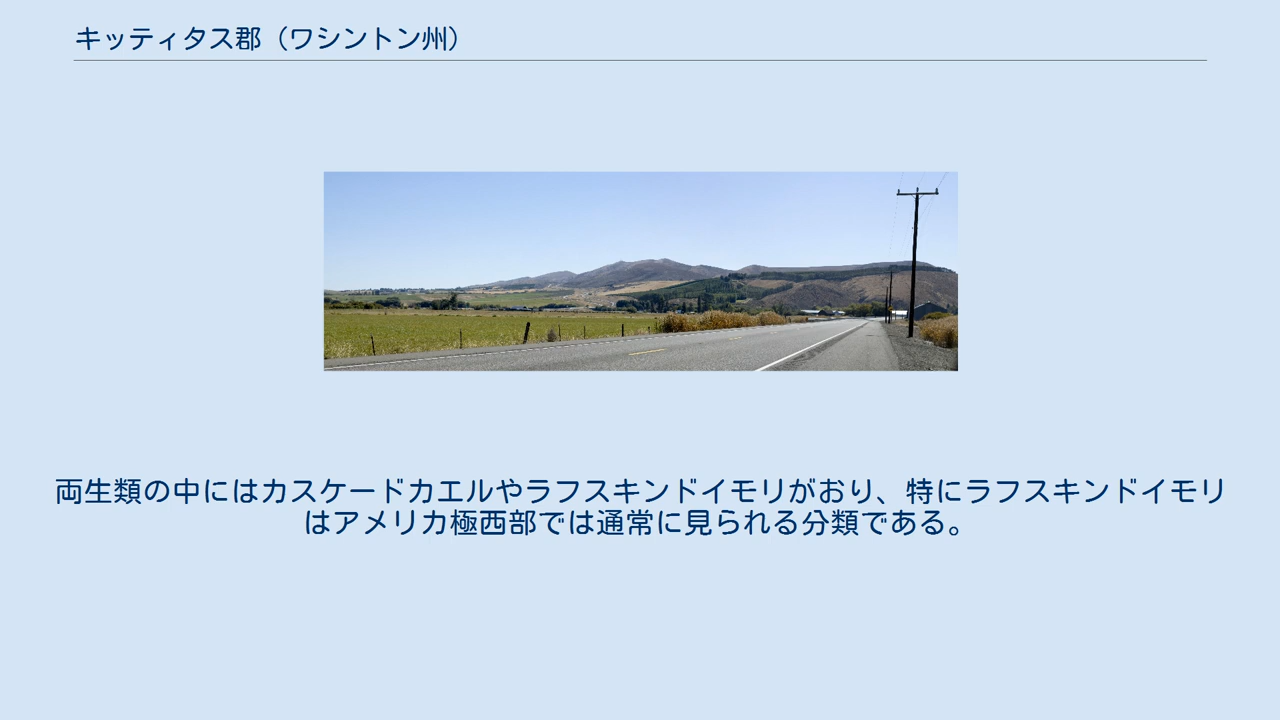 キッティタス郡（ワシントン州）
両生類の中にはカスケードカエルやラフスキンドイモリがおり、特にラフスキンドイモリ
はアメリカ極西部では通常に見られる分類である。